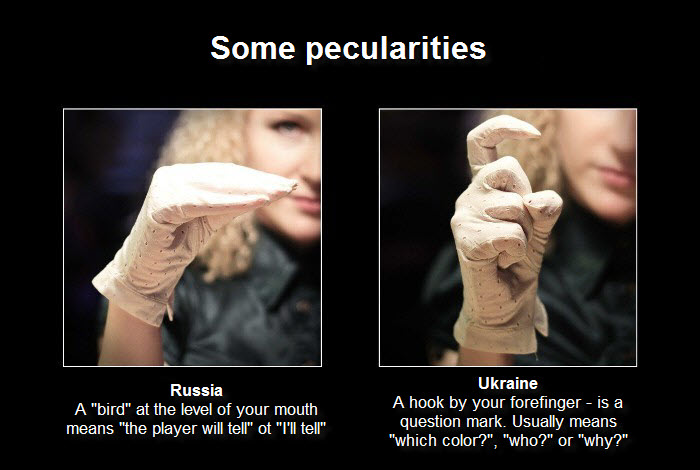 Some pecularities
Russia
A "bird" at the level of your mouth
means "the player will tell" ot "I'll tell"
Ukraine
A hook by your forefinger - is a
question mark. Usually means
"which color?", "who?" or "why?"